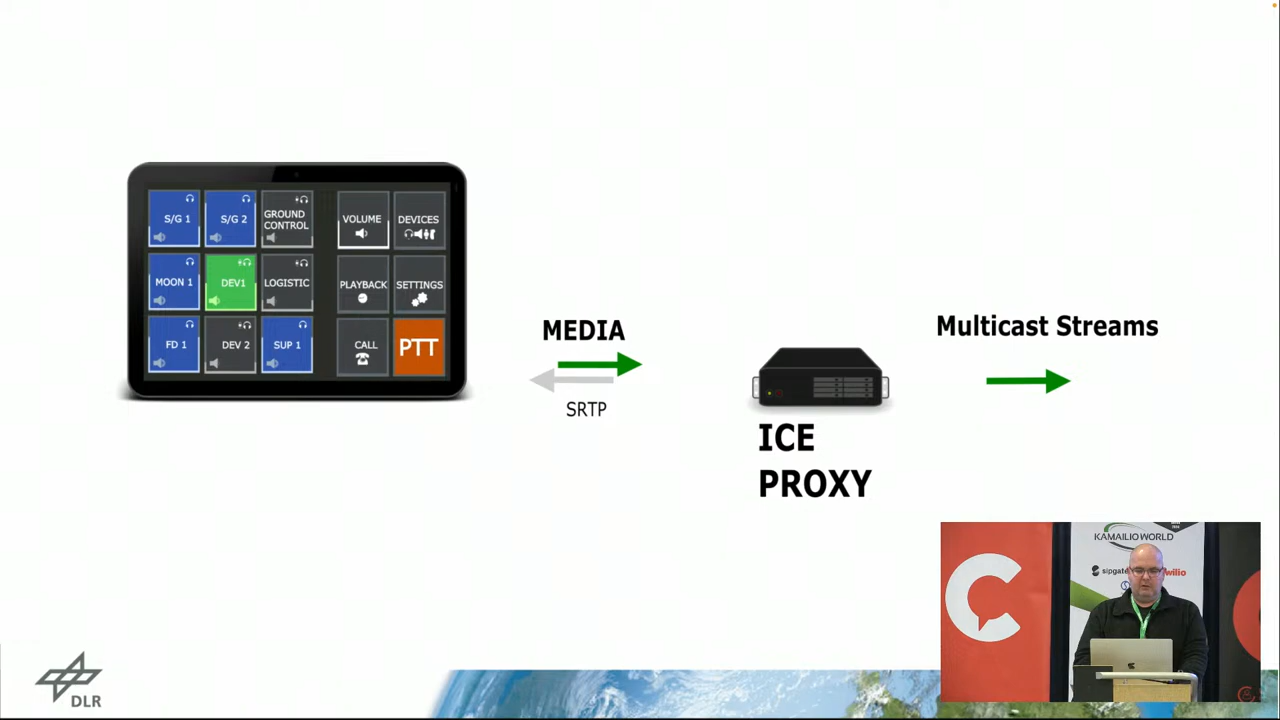 S/G 1
S/G 2
GROUND
CONTROL
VOLUME
DEVICES
MOON 1
DEV1
LOGISTIC
PLAYBACK
SETTINGS
FD 1
DEV 2
SUP 1
CALL
PTT
MEDIA
SRTP
ICE
PROXY
Multicast Streams
KAMAILIO WORLD
sipgate
DLR